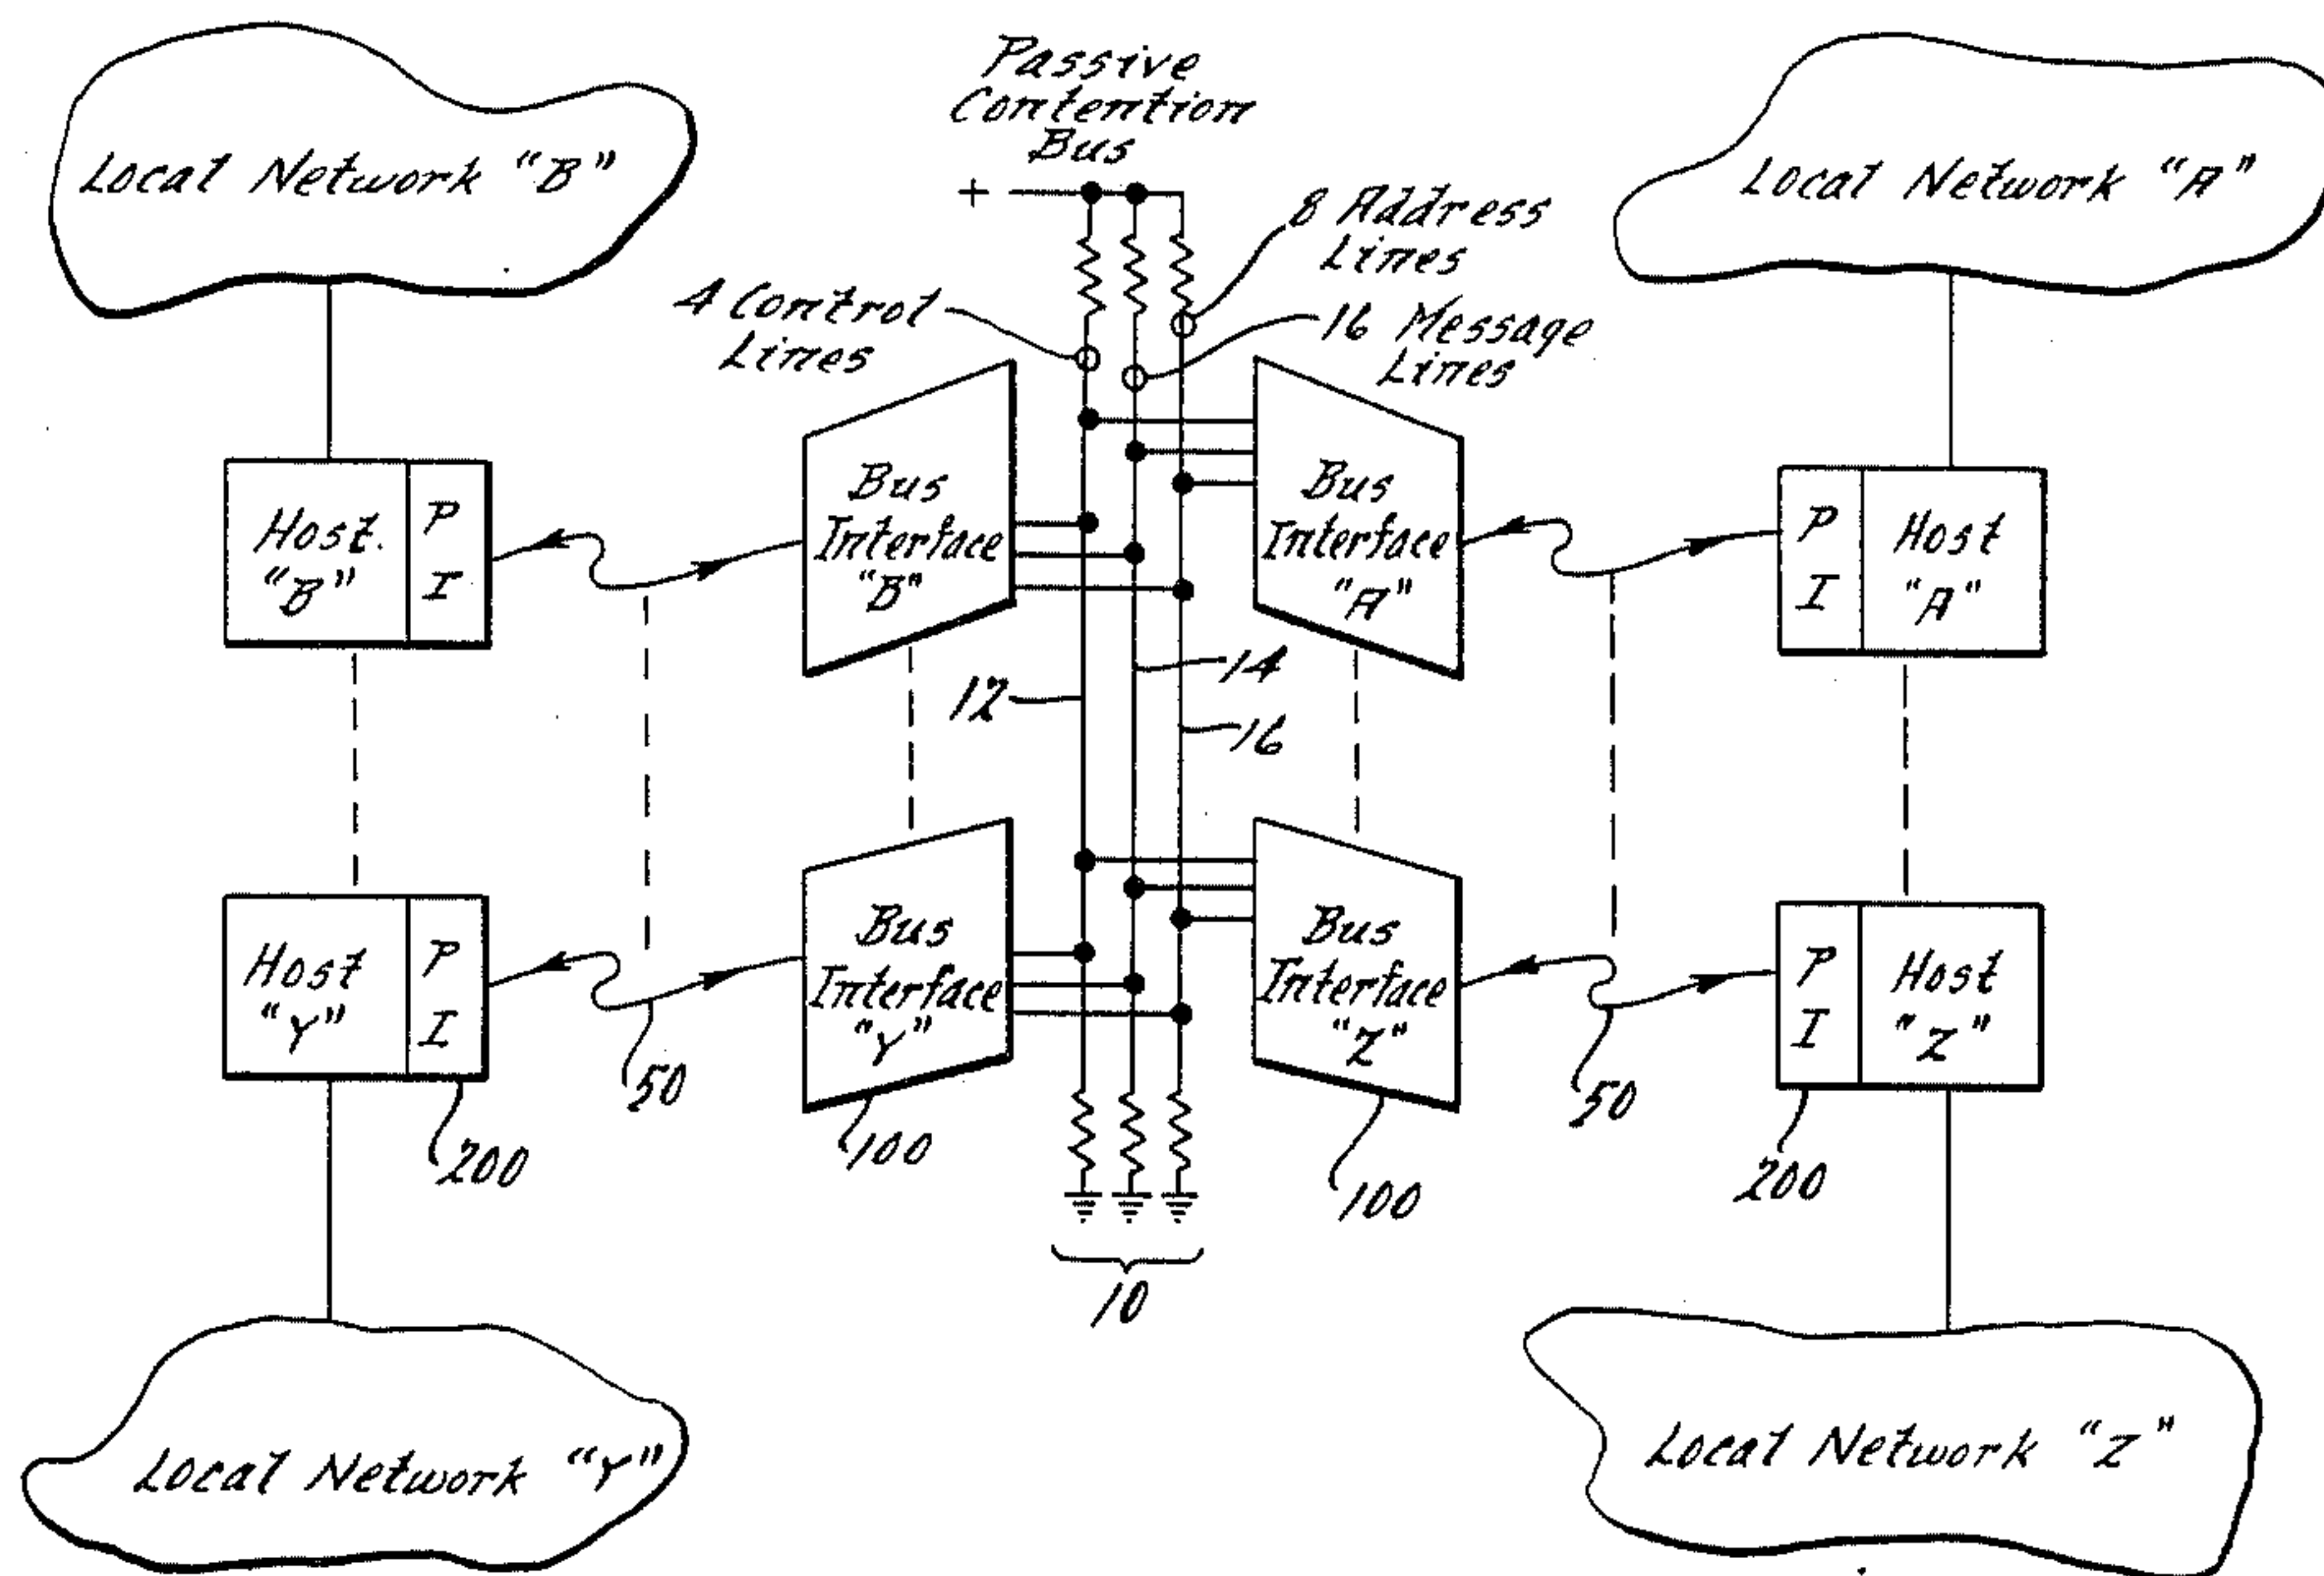 Passive
Contention
Bus
Local Network "B"
Local Network "A"
+
8 Address
Lines
4 Control
Lines
16 Message
Lines
Host
"B"
P
I
Bus
Interface
"B"
Bus
Interface
"A"
P
I
Host
"A"
12
14
16
Host
"Y"
P
I
Bus
Interface
"Y"
Bus
Interface
"Z"
P
I
Host
"Z"
50
200
100
100
50
200
10
Local Network "Y"
Local Network "Z"